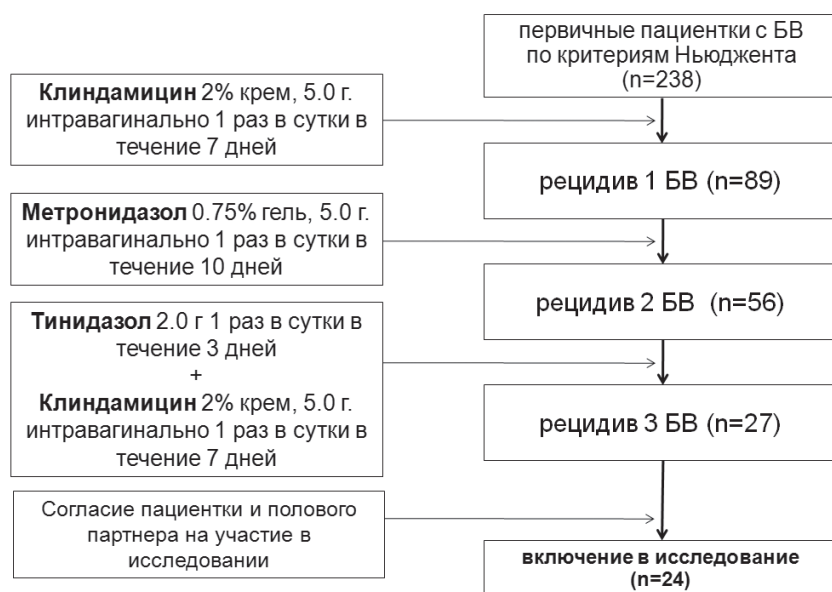 первичные пациентки с БВ
по критериям Ньюджента
(n=238)
Клиндамицин 2% крем, 5.0 г.
интравагинально 1 раз в сутки в
течение 7 дней
рецидив 1 БВ (n=89)
Метронидазол 0.75% гель, 5.0 г.
интравагинально 1 раз в сутки в
течение 10 дней
рецидив 2 БВ (n=56)
Тинидазол 2.0 г 1 раз в сутки в
течение 3 дней
+
Клиндамицин 2% крем, 5.0 г.
интравагинально 1 раз в сутки в
течение 7 дней
рецидив 3 БВ (n=27)
Согласие пациентки и полового
партнера на участие в
исследовании
включение в исследование
(n=24)